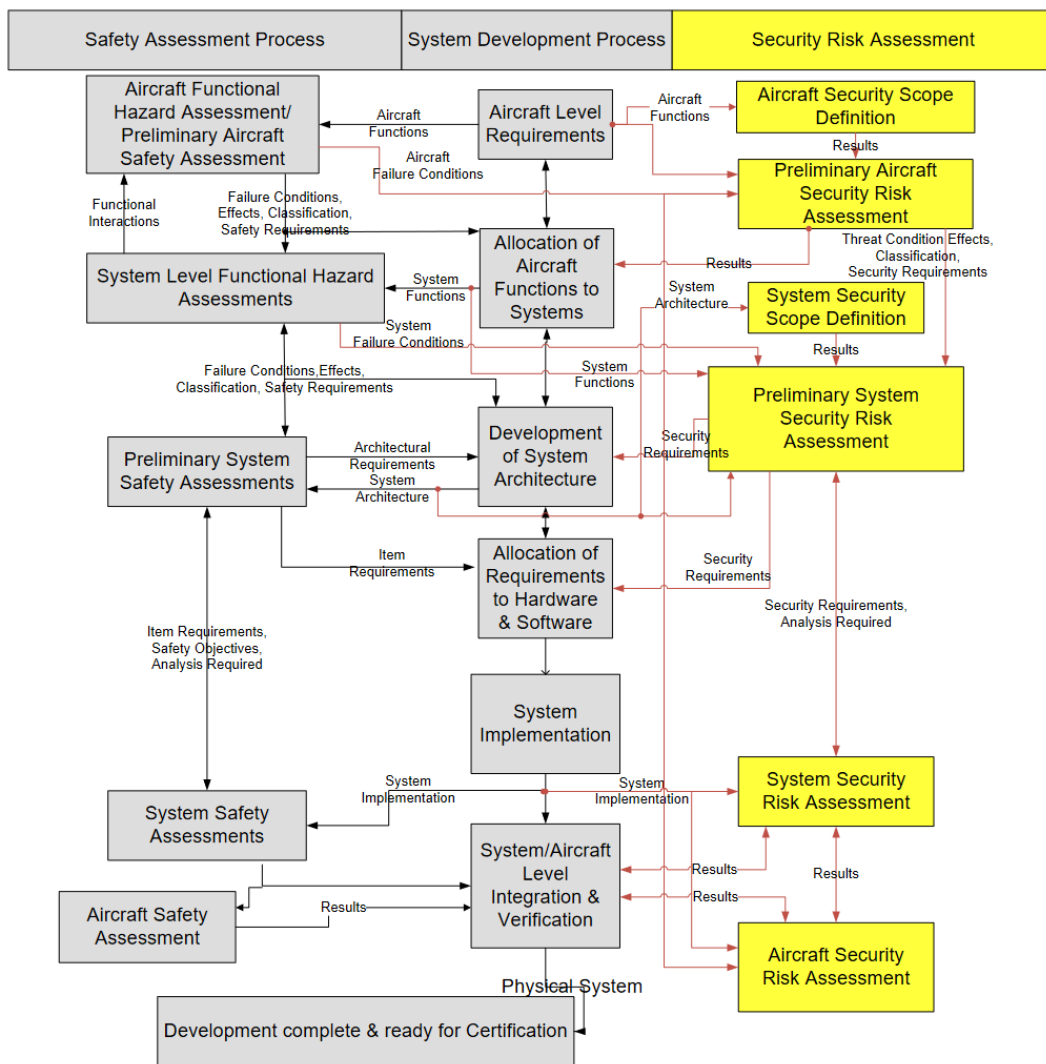 Safety Assessment Process
System Development Process
Security Risk Assessment
Aircraft Functional
Hazard Assessment/
Preliminary Aircraft
Safety Assessment
Aircraft
Functions
Aircraft Level
Requirements
Aircraft
Functions
Aircraft Security Scope
Definition
Results
Aircraft
Failure Conditions
Preliminary Aircraft
Security Risk
Assessment
Functional
Interactions
Failure Conditions,
Effects, Classification,
Safety Requirements
Allocation of
Aircraft
Functions to
Systems
Results
Threat Condition Effects,
Classification,
Security Requirements
System Level Functional Hazard
Assessments
System
Functions
System
Architecture
System Security
Scope Definition
Results
System
Failure Conditions
System
Functions
Failure Conditions,Effects,
Classification, Safety Requirements
Preliminary System
Security Risk
Assessment
Preliminary System
Safety Assessments
Architectural
Requirements
System
Architecture
Development
of System
Architecture
Security
Requirements
Item
Requirements
Allocation of
Requirements
to Hardware
& Software
Security
Requirements
Security Requirements,
Analysis Required
Item Requirements,
Safety Objectives,
Analysis Required
System
Implementation
System Safety
Assessments
System
Implementation
System
Implementation
System Security
Risk Assessment
System/Aircraft
Level
Integration &
Verification
Results
Results
Results
Aircraft Safety
Assessment
Results
Aircraft Security
Risk Assessment
Physical System
Development complete & ready for Certification